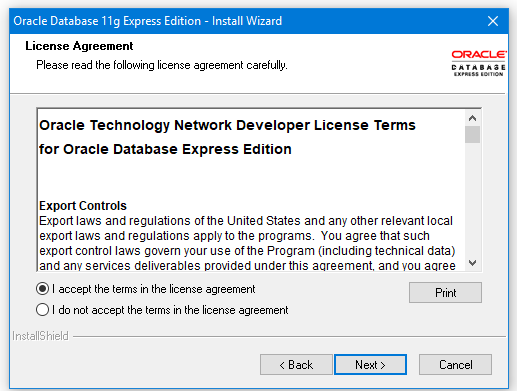 Oracle Database 11g Express Edition - Install Wizard
License Agreement
Please read the following license agreement carefully.
ORACLE
DATABASE
EXPRESS EDITION
Oracle Technology Network Developer License Terms
for Oracle Database Express Edition
Export Controls
Export laws and regulations of the United States and any other relevant local
export laws and regulations apply to the programs.  You agree that such
export control laws govern your use of the Program (including technical data)
and any services deliverables provided under this agreement, and you agree
I accept the terms in the license agreement
I do not accept the terms in the license agreement
Print
InstallShield
< Back
Next >
Cancel